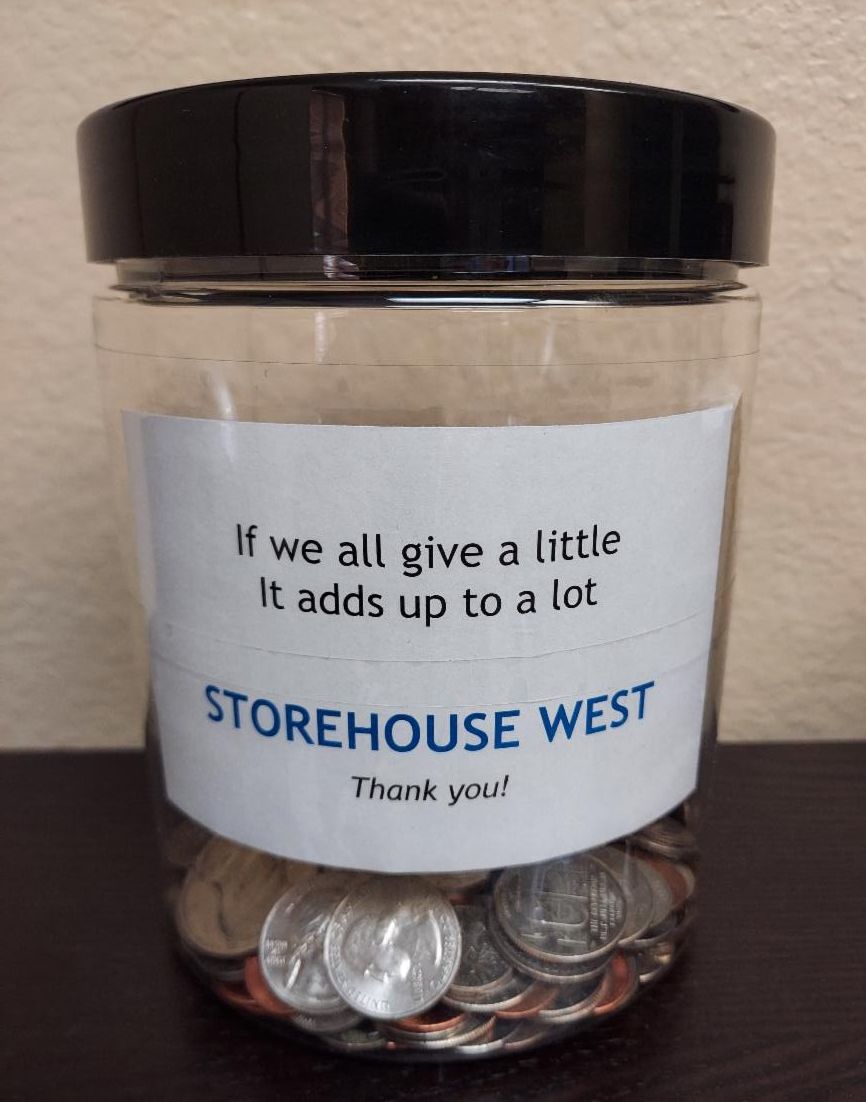 If we all give a little
It adds up to a lot
STOREHOUSE WEST
Thank you!